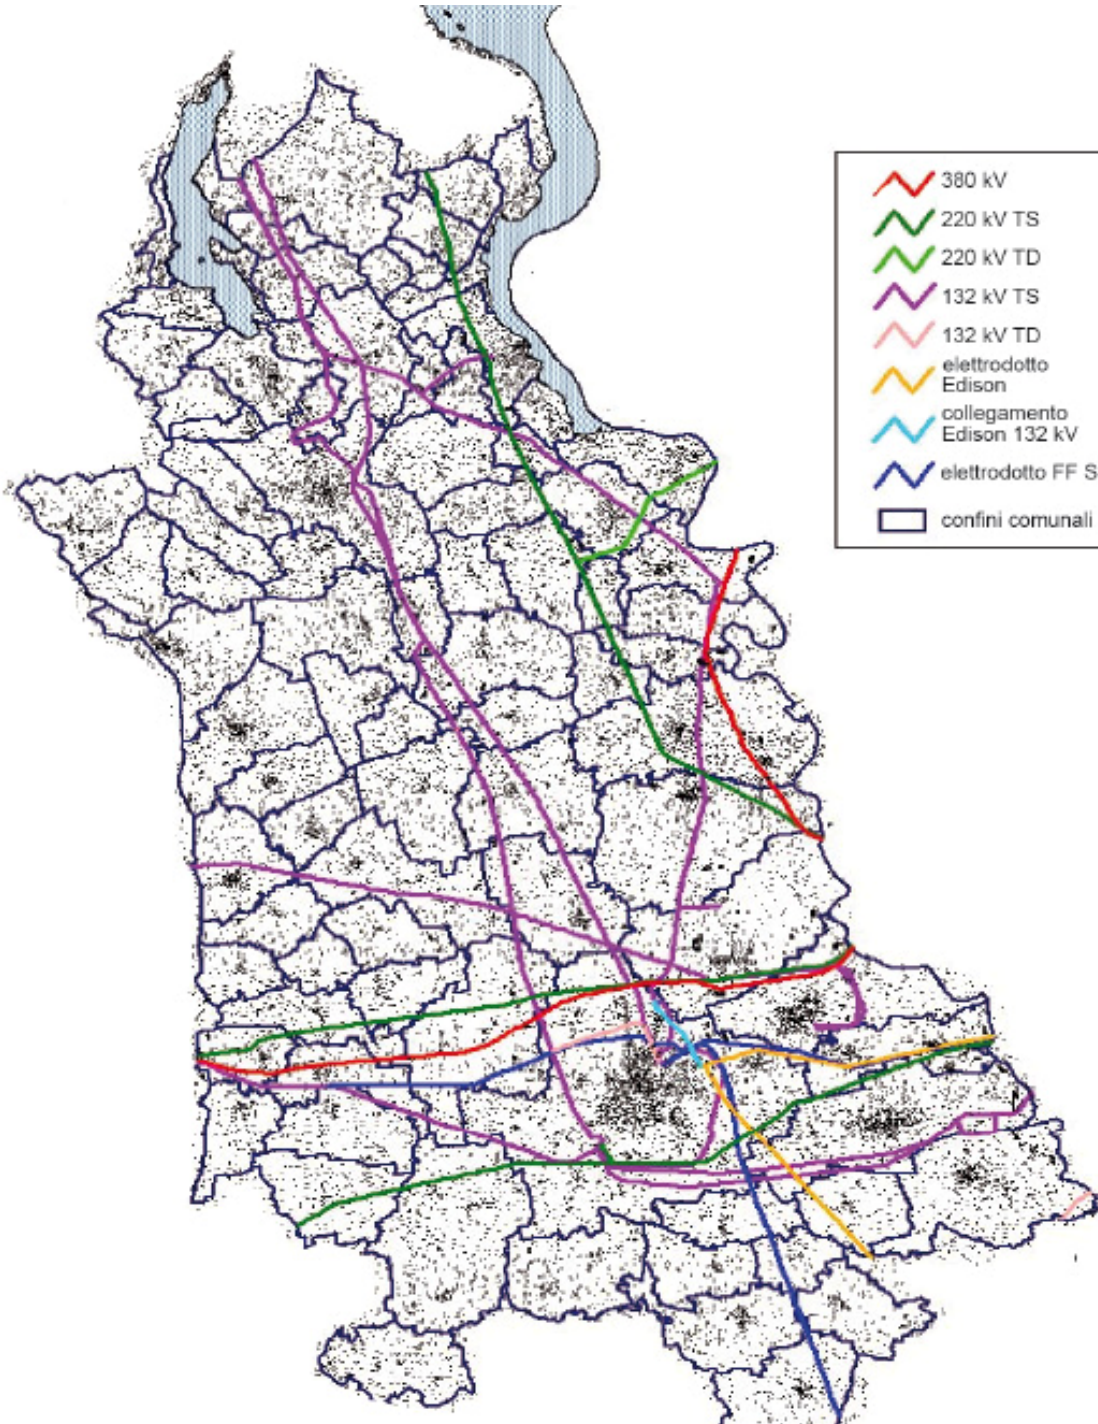 380 kV
220 kV TS
220 kV TD
132 kV TS
132 kV TD
elettrodotto
Edison
collegamento
Edison 132 kV
elettrodotto FF S
confini comunali